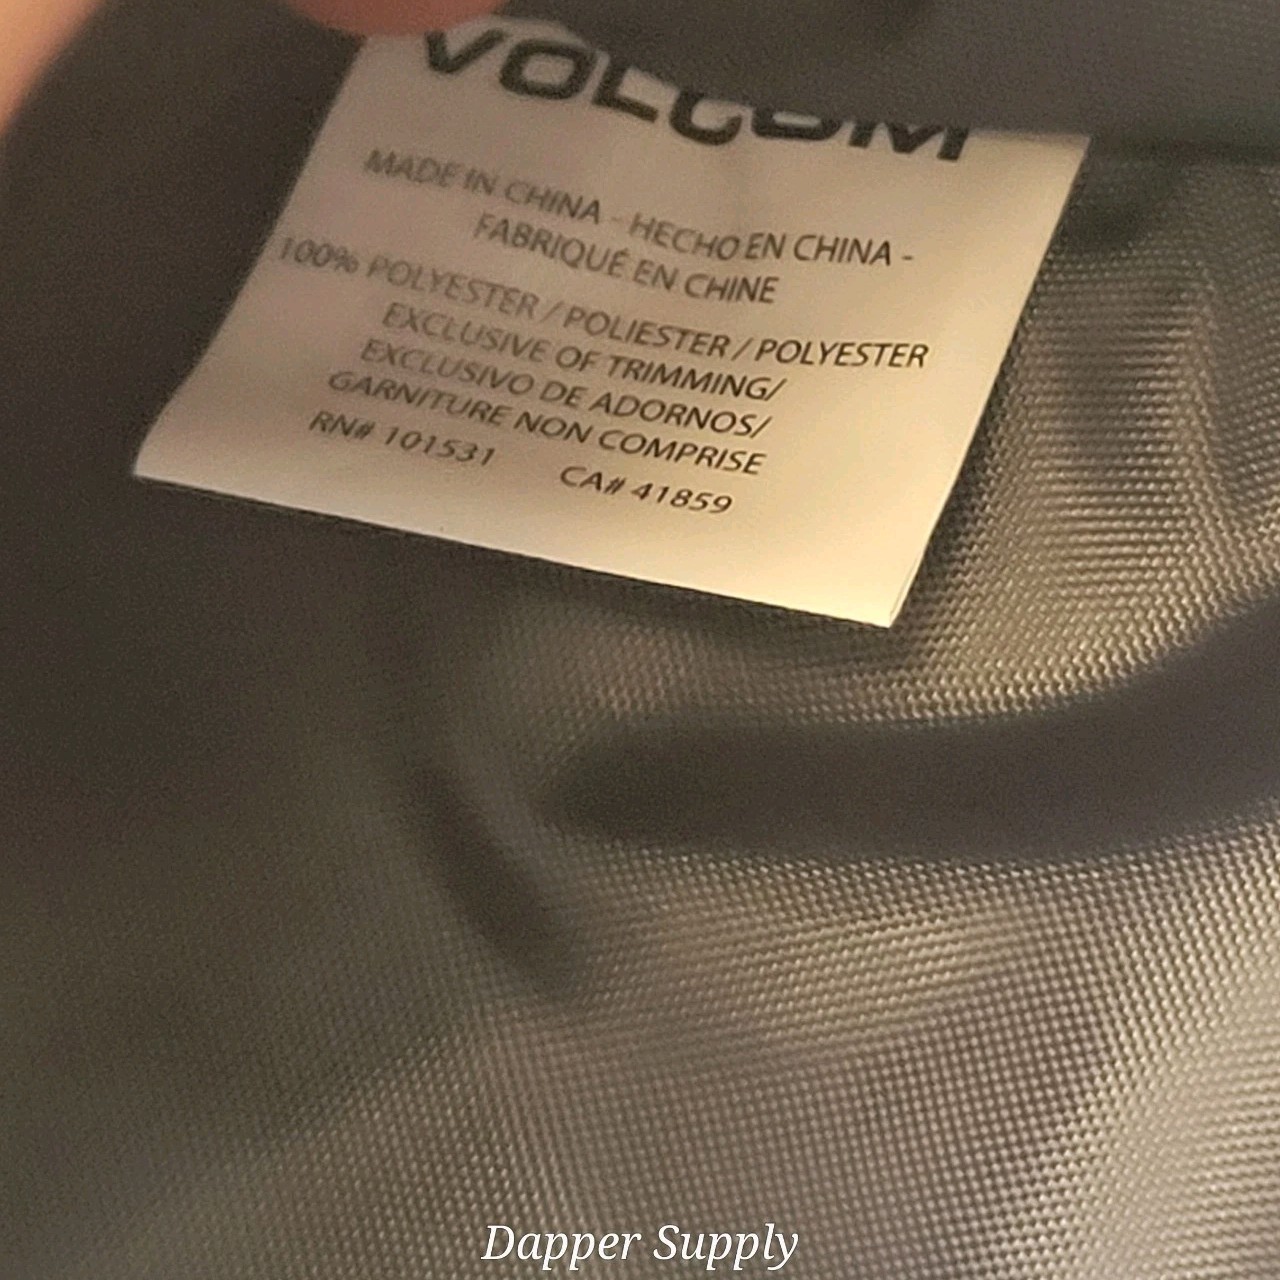 VOLCOM
MADE IN CHINA - HECHO EN CHINA -
FABRIQUÉ EN CHINE
100% POLYESTER / POLIESTER / POLYESTER
EXCLUSIVE OF TRIMMING/
EXCLUSIVO DE ADORNOS/
GARNITURE NON COMPRISE
RN# 101531 CA# 41859
Dapper Supply